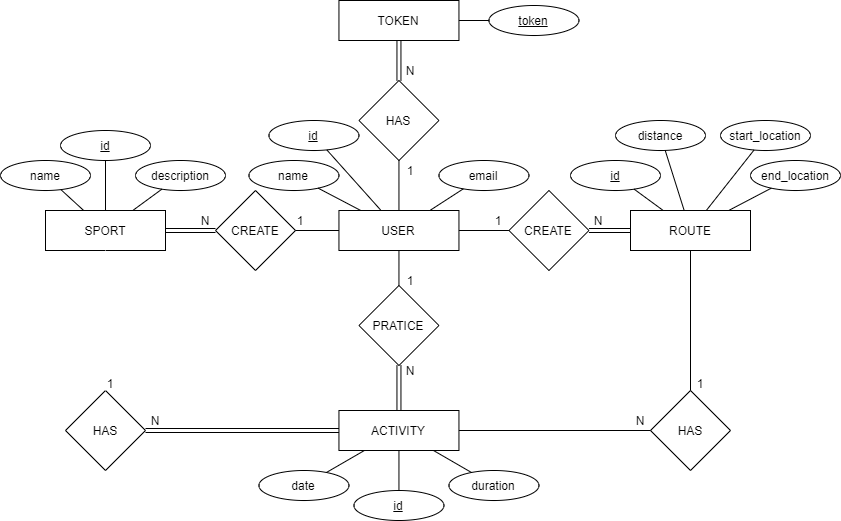 TOKEN
token
N
HAS
id
id
distance
start_location
1
name
description
name
email
id
end_location
SPORT
N
CREATE
1
USER
1
CREATE
N
ROUTE
1
PRATICE
N
1
1
HAS
N
ACTIVITY
N
HAS
date
id
duration